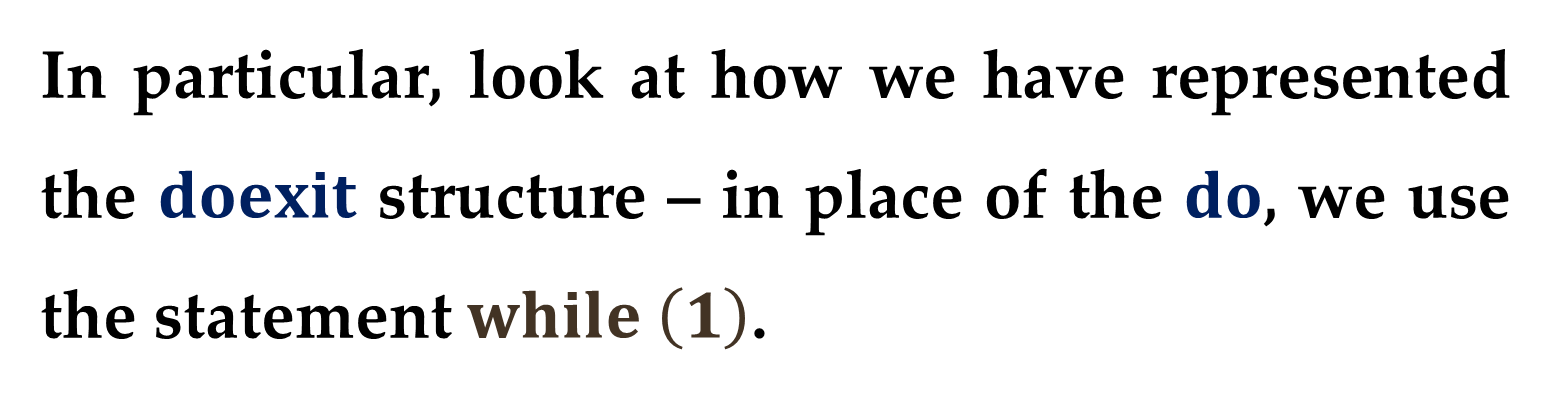 In particular, look at how we have represented
the doexit structure – in place of the do, we use
the statement while (1).